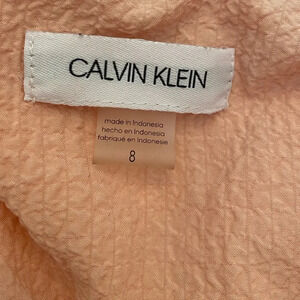 CALVIN KLEIN
made in Indonesia
hecho en Indonesia
fabriqué en Indonésie
8